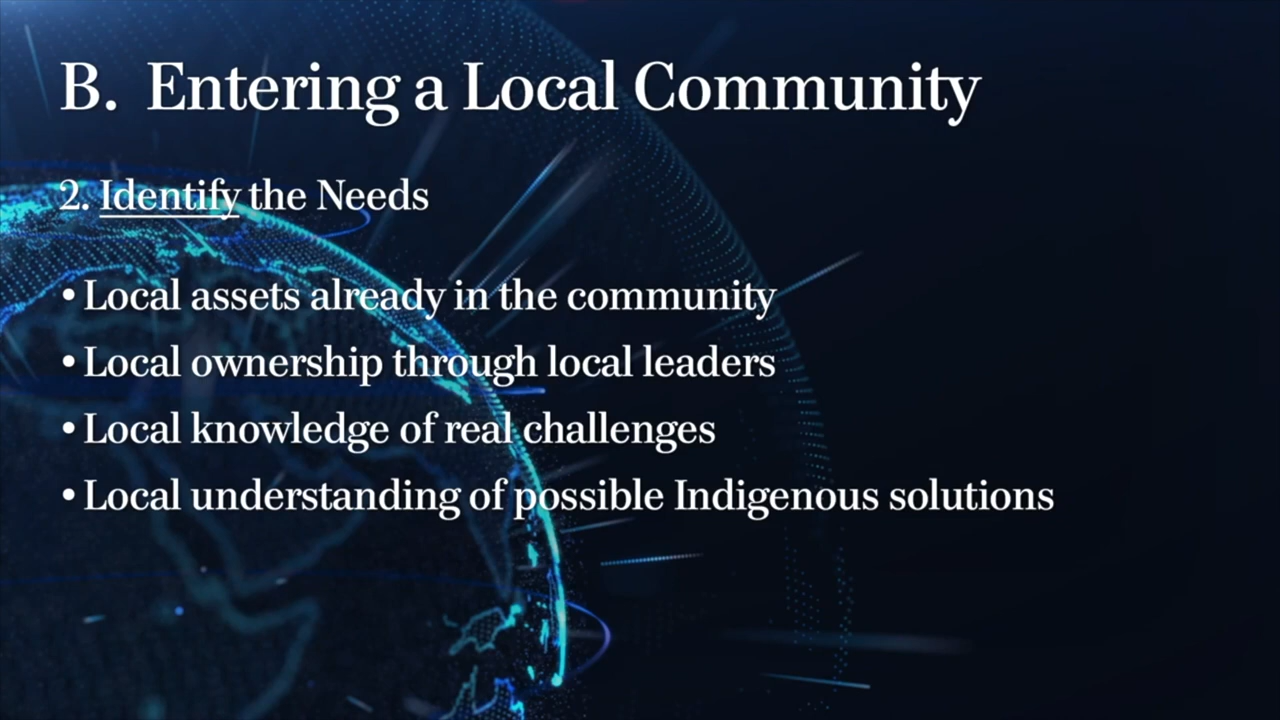 B. Entering a Local Community
2. Identify the Needs
• Local assets already in the community
• Local ownership through local leaders
• Local knowledge of real challenges
• Local understanding of possible Indigenous solutions